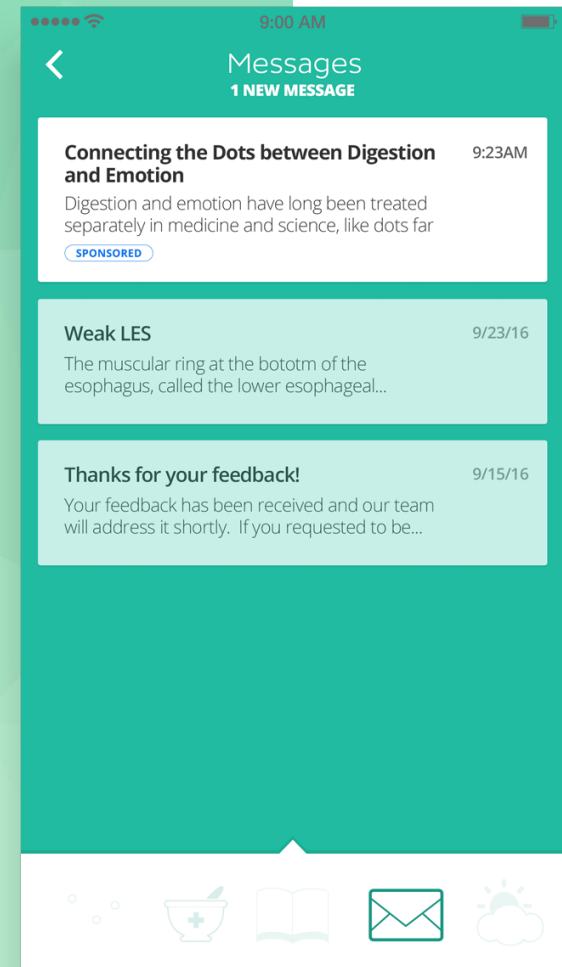 9:00 AM
Messages
1 NEW MESSAGE
Connecting the Dots between Digestion 9:23AM
and Emotion
Digestion and emotion have long been treated
separately in medicine and science, like dots far
SPONSORED
Weak LES 9/23/16
The muscular ring at the bototm of the
esophagus, called the lower esophageal...
Thanks for your feedback! 9/15/16
Your feedback has been received and our team
will address it shortly. If you requested to be...